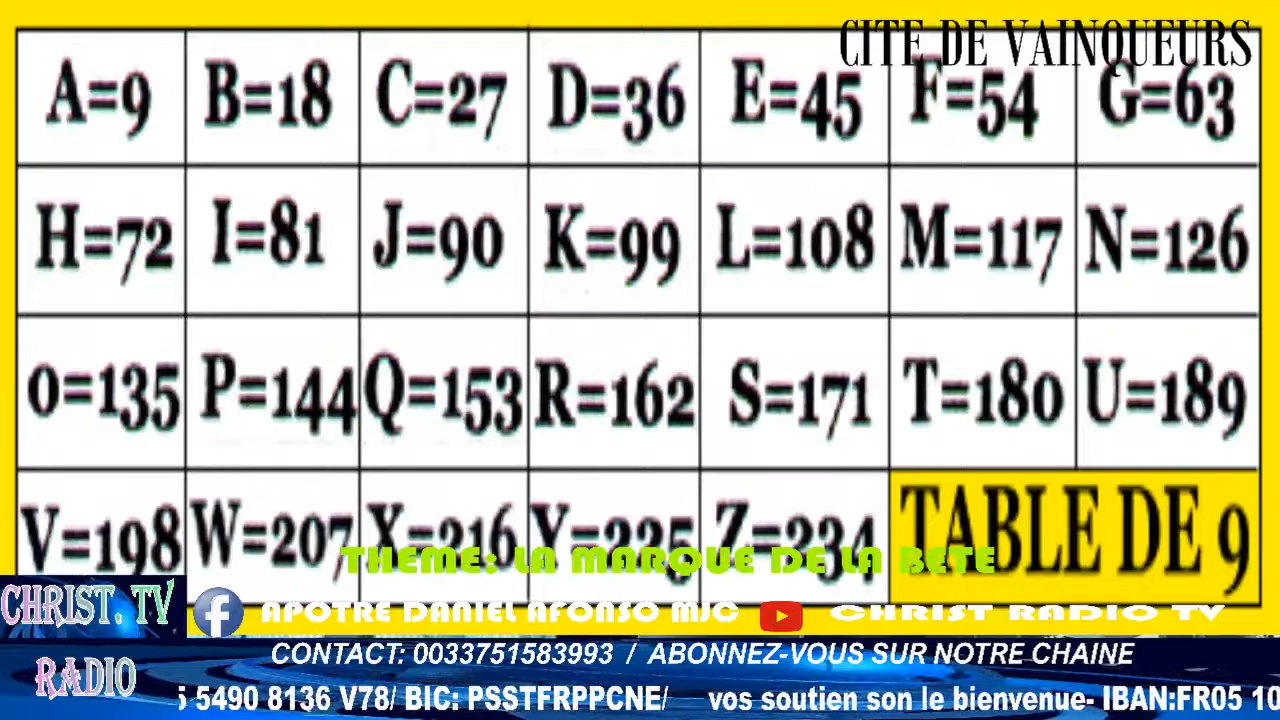 CITE DE VAINQUEURS
A=9 B=18 C=27 D=36 E=45 F=54 G=63
H=72 I=81 J=90 K=99 L=108 M=117 N=126
O=135 P=144 Q=153 R=162 S=171 T=180 U=189
V=198 W=207 X=216 Y=225 Z=234 TABLE DE 9
THEME: LA MARQUE DE LA BETE
CHRIST. TV
APOTRE DANIEL AFONSO MJC CHRIST RADIO TV
CONTACT: 0033751583993 / ABONNEZ-VOUS SUR NOTRE CHAINE
RADIO
5 5490 8136 V78/ BIC: PSSTFRPPCNE/ vos soutien son le bienvenue- IBAN:FR05 10